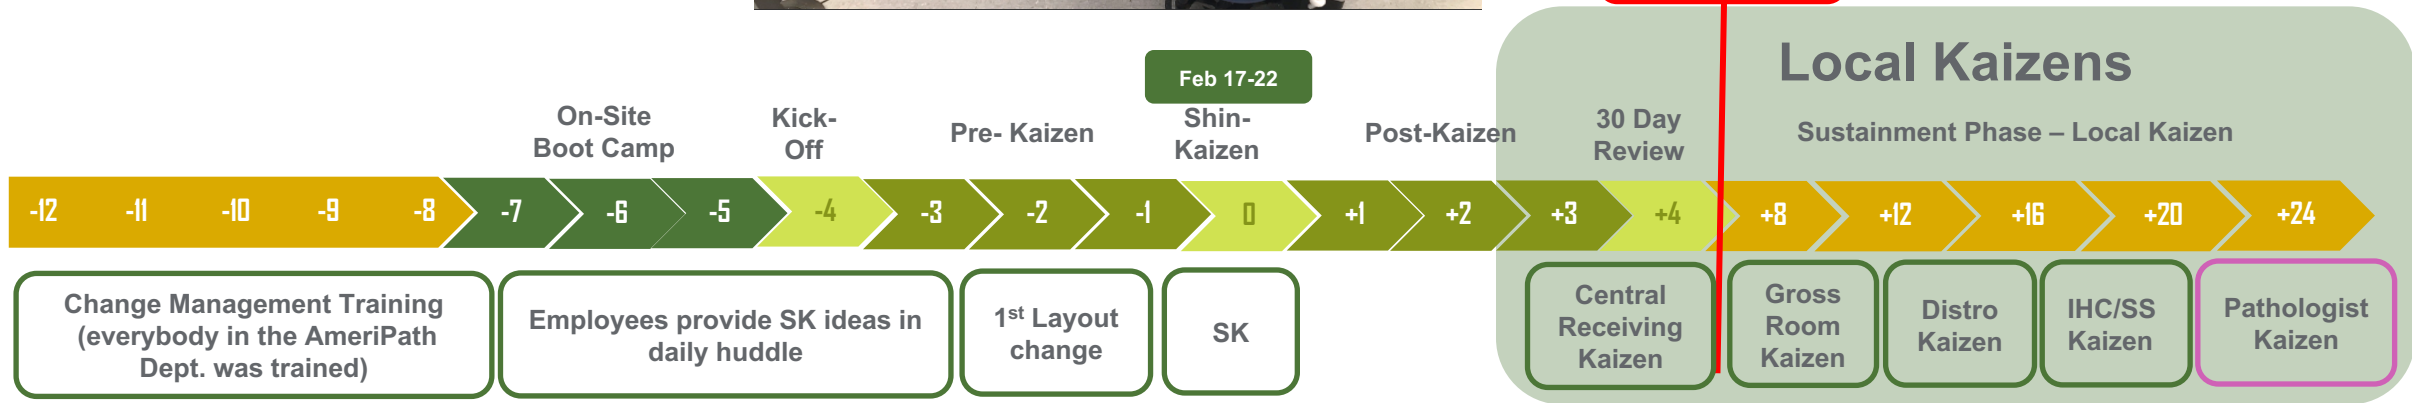 Local Kaizens
Feb 17-22
On-Site
Boot Camp
Kick-
Off
Pre- Kaizen
Shin-
Kaizen
Post-Kaizen
30 Day
Review
Sustainment Phase – Local Kaizen
-12 -11 -10 -9 -8 -7 -6 -5 -4 -3 -2 -1 0 +1 +2 +3 +4 +8 +12 +16 +20 +24
Change Management Training
(everybody in the AmeriPath
Dept. was trained)
Employees provide SK ideas in
daily huddle
1st Layout
change
SK
Central
Receiving
Kaizen
Gross
Room
Kaizen
Distro
Kaizen
IHC/SS
Kaizen
Pathologist
Kaizen